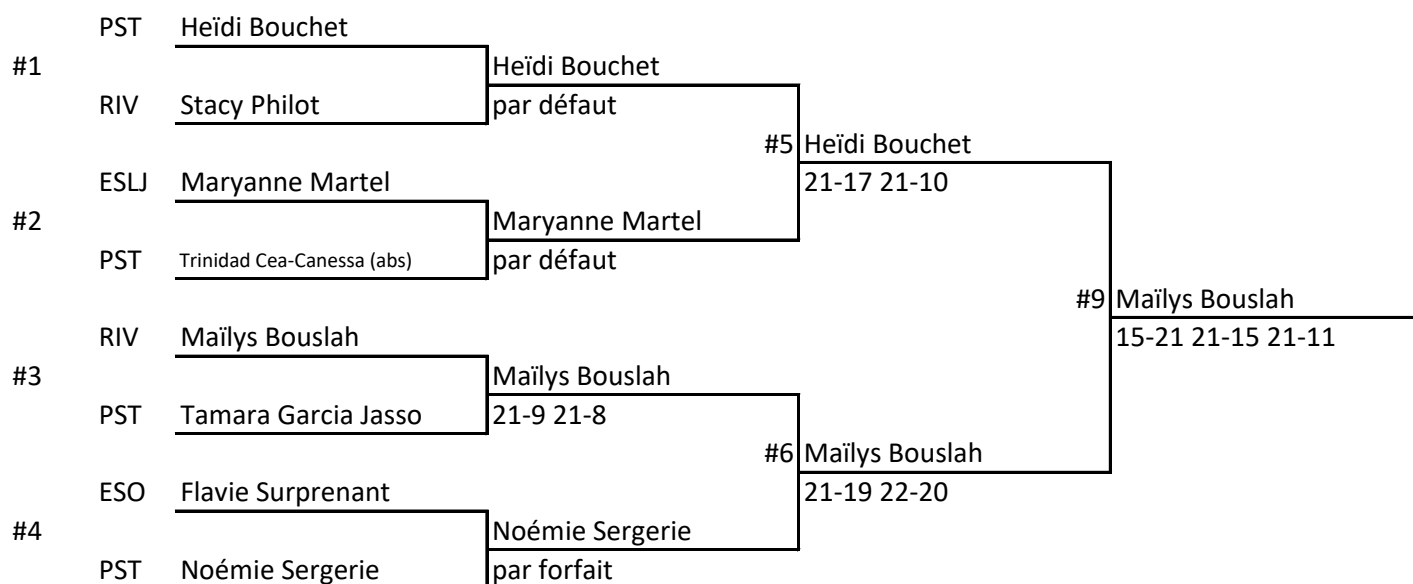 PST Heïdi Bouchet
#1 Heïdi Bouchet
RIV Stacy Philot par défaut
#5 Heïdi Bouchet
ESLJ Maryanne Martel 21-17 21-10
#2 Maryanne Martel
PST Trinidad Cea-Canessa (abs) par défaut
#9 Maïlys Bouslah
RIV Maïlys Bouslah 15-21 21-15 21-11
#3 Maïlys Bouslah
PST Tamara Garcia Jasso 21-9 21-8
#6 Maïlys Bouslah
ESO Flavie Surprenant 21-19 22-20
#4 Noémie Sergerie
PST Noémie Sergerie par forfait